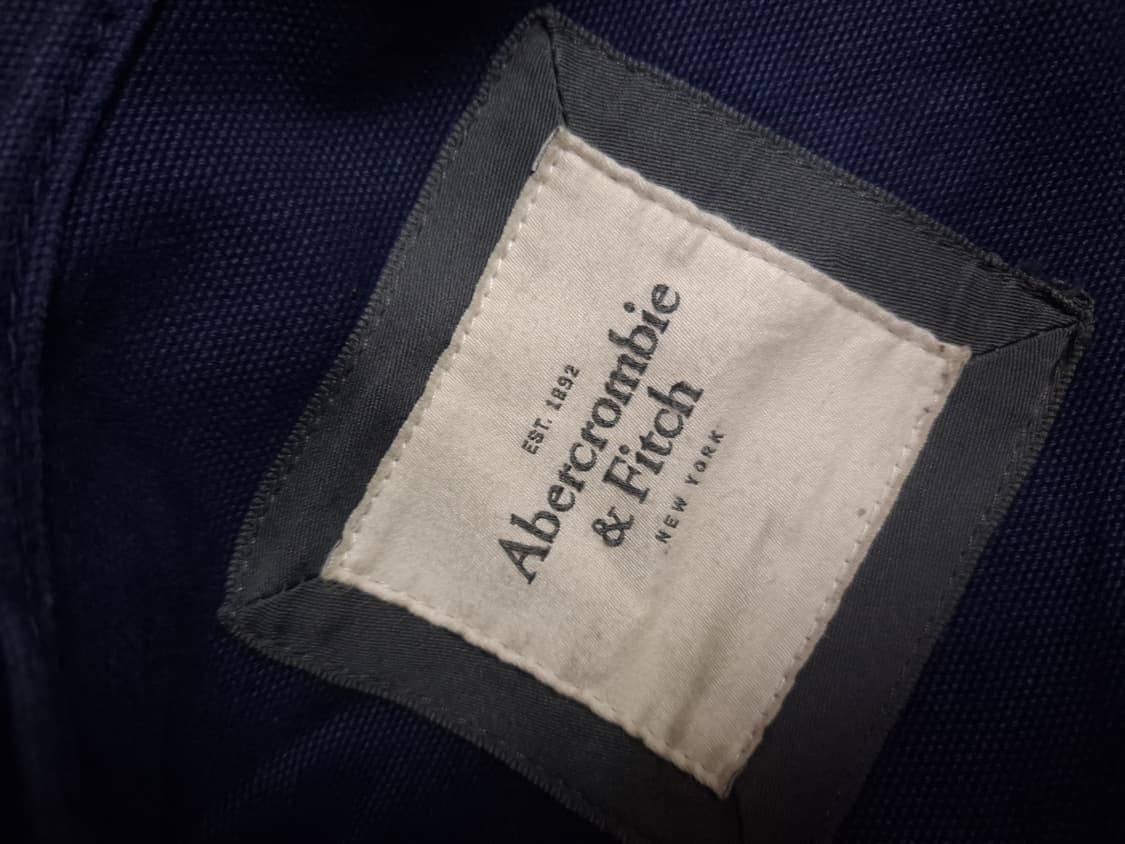 EST. 1892
Abercrombie
& Fitch
NEW YORK